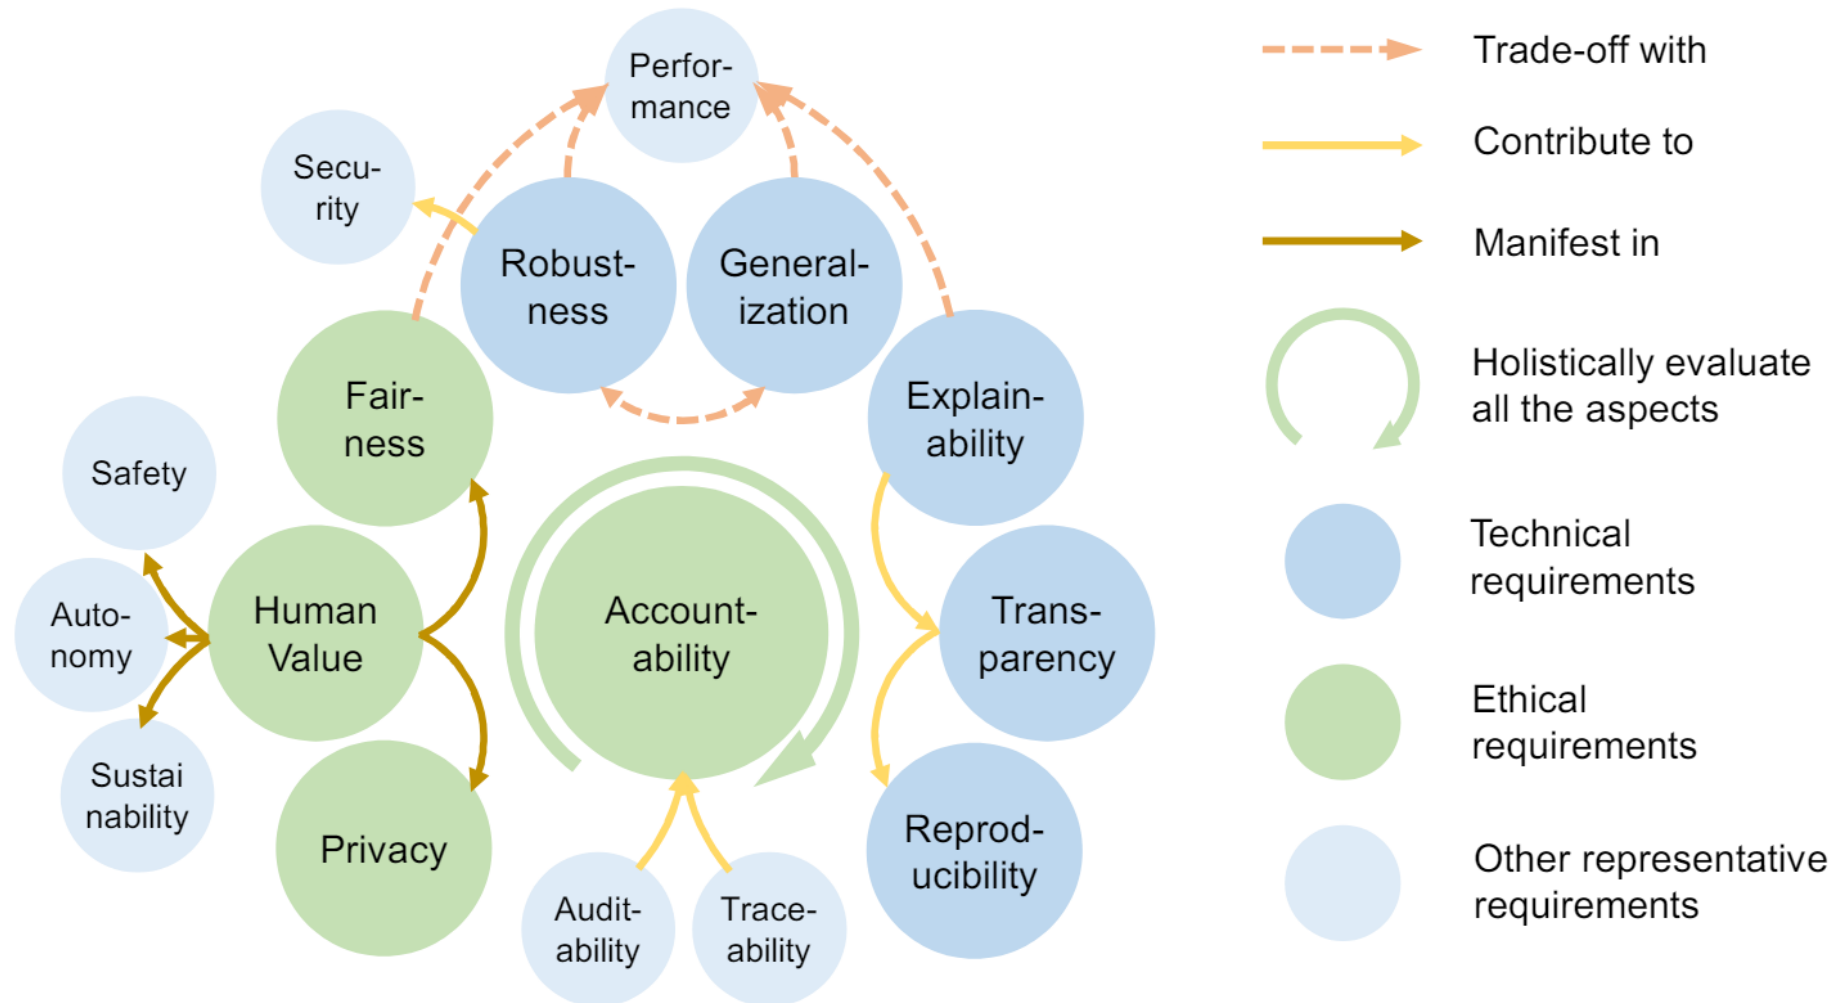 Perfor-
mance
Secu-
rity
Robust-
ness
General-
ization
Fair-
ness
Explain-
ability
Safety
Auto-
nomy
Human
Value
Account-
ability
Trans-
parency
Sustai
nability
Privacy
Reprod-
ucibility
Audit-
ability
Trace-
ability
Trade-off with
Contribute to
Manifest in
Holistically evaluate
all the aspects
Technical
requirements
Ethical
requirements
Other representative
requirements